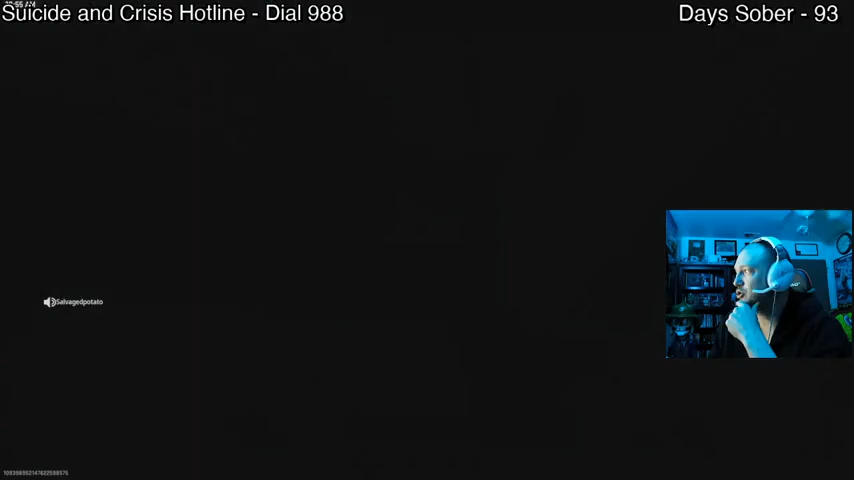 Suicide and Crisis Hotline - Dial 988
Days Sober - 93
Salvagedpotato